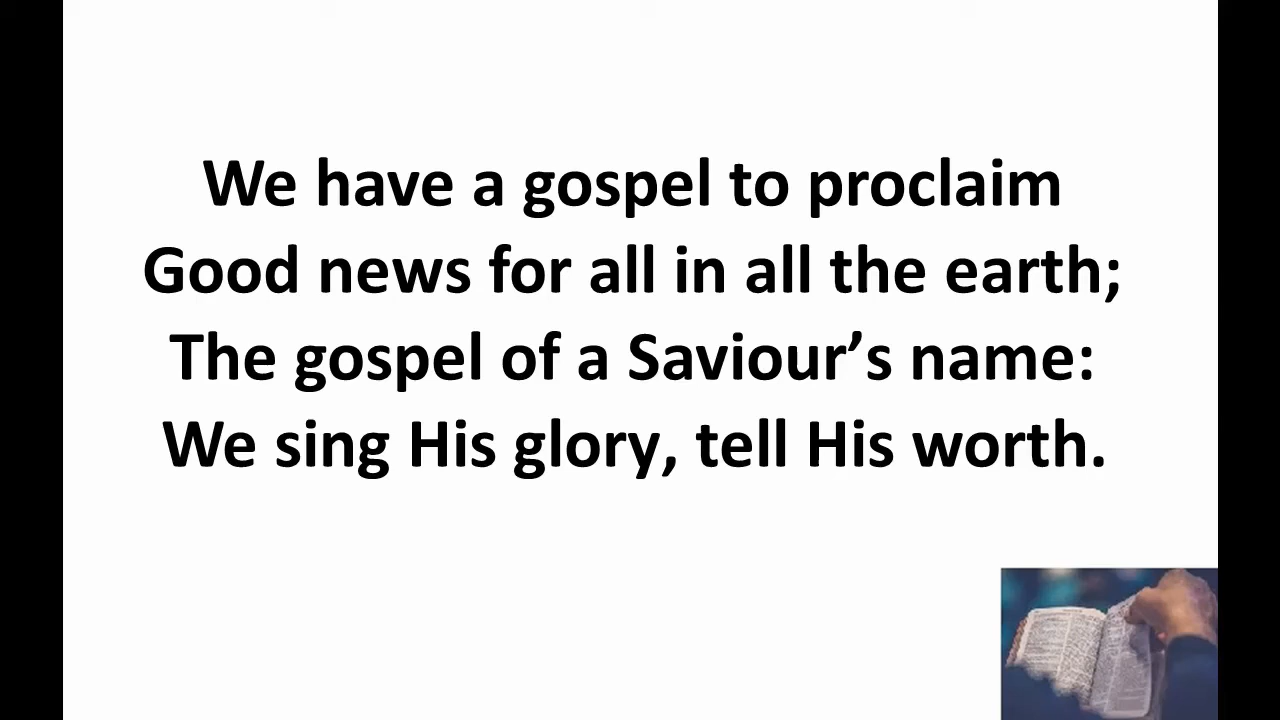 We have a gospel to proclaim
Good news for all in all the earth;
The gospel of a Saviour’s name:
We sing His glory, tell His worth.